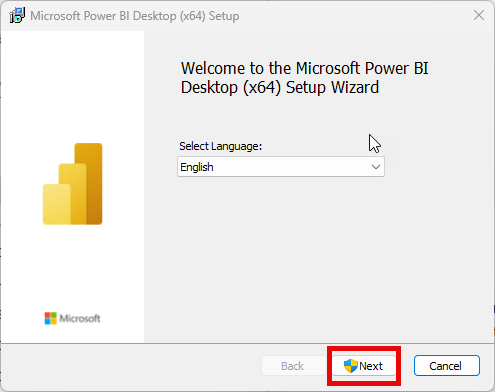 Microsoft Power BI Desktop (x64) Setup
Welcome to the Microsoft Power BI
Desktop (x64) Setup Wizard
Select Language:
English
Microsoft
Back
Next
Cancel